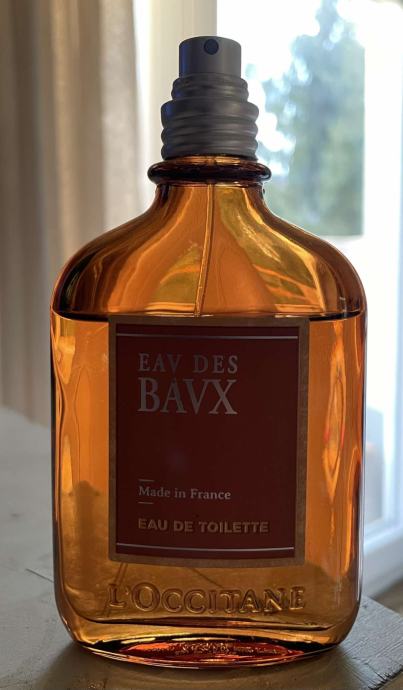 EAV DES
BAVX
Made in France
EAU DE TOILETTE
L'OCCITANE